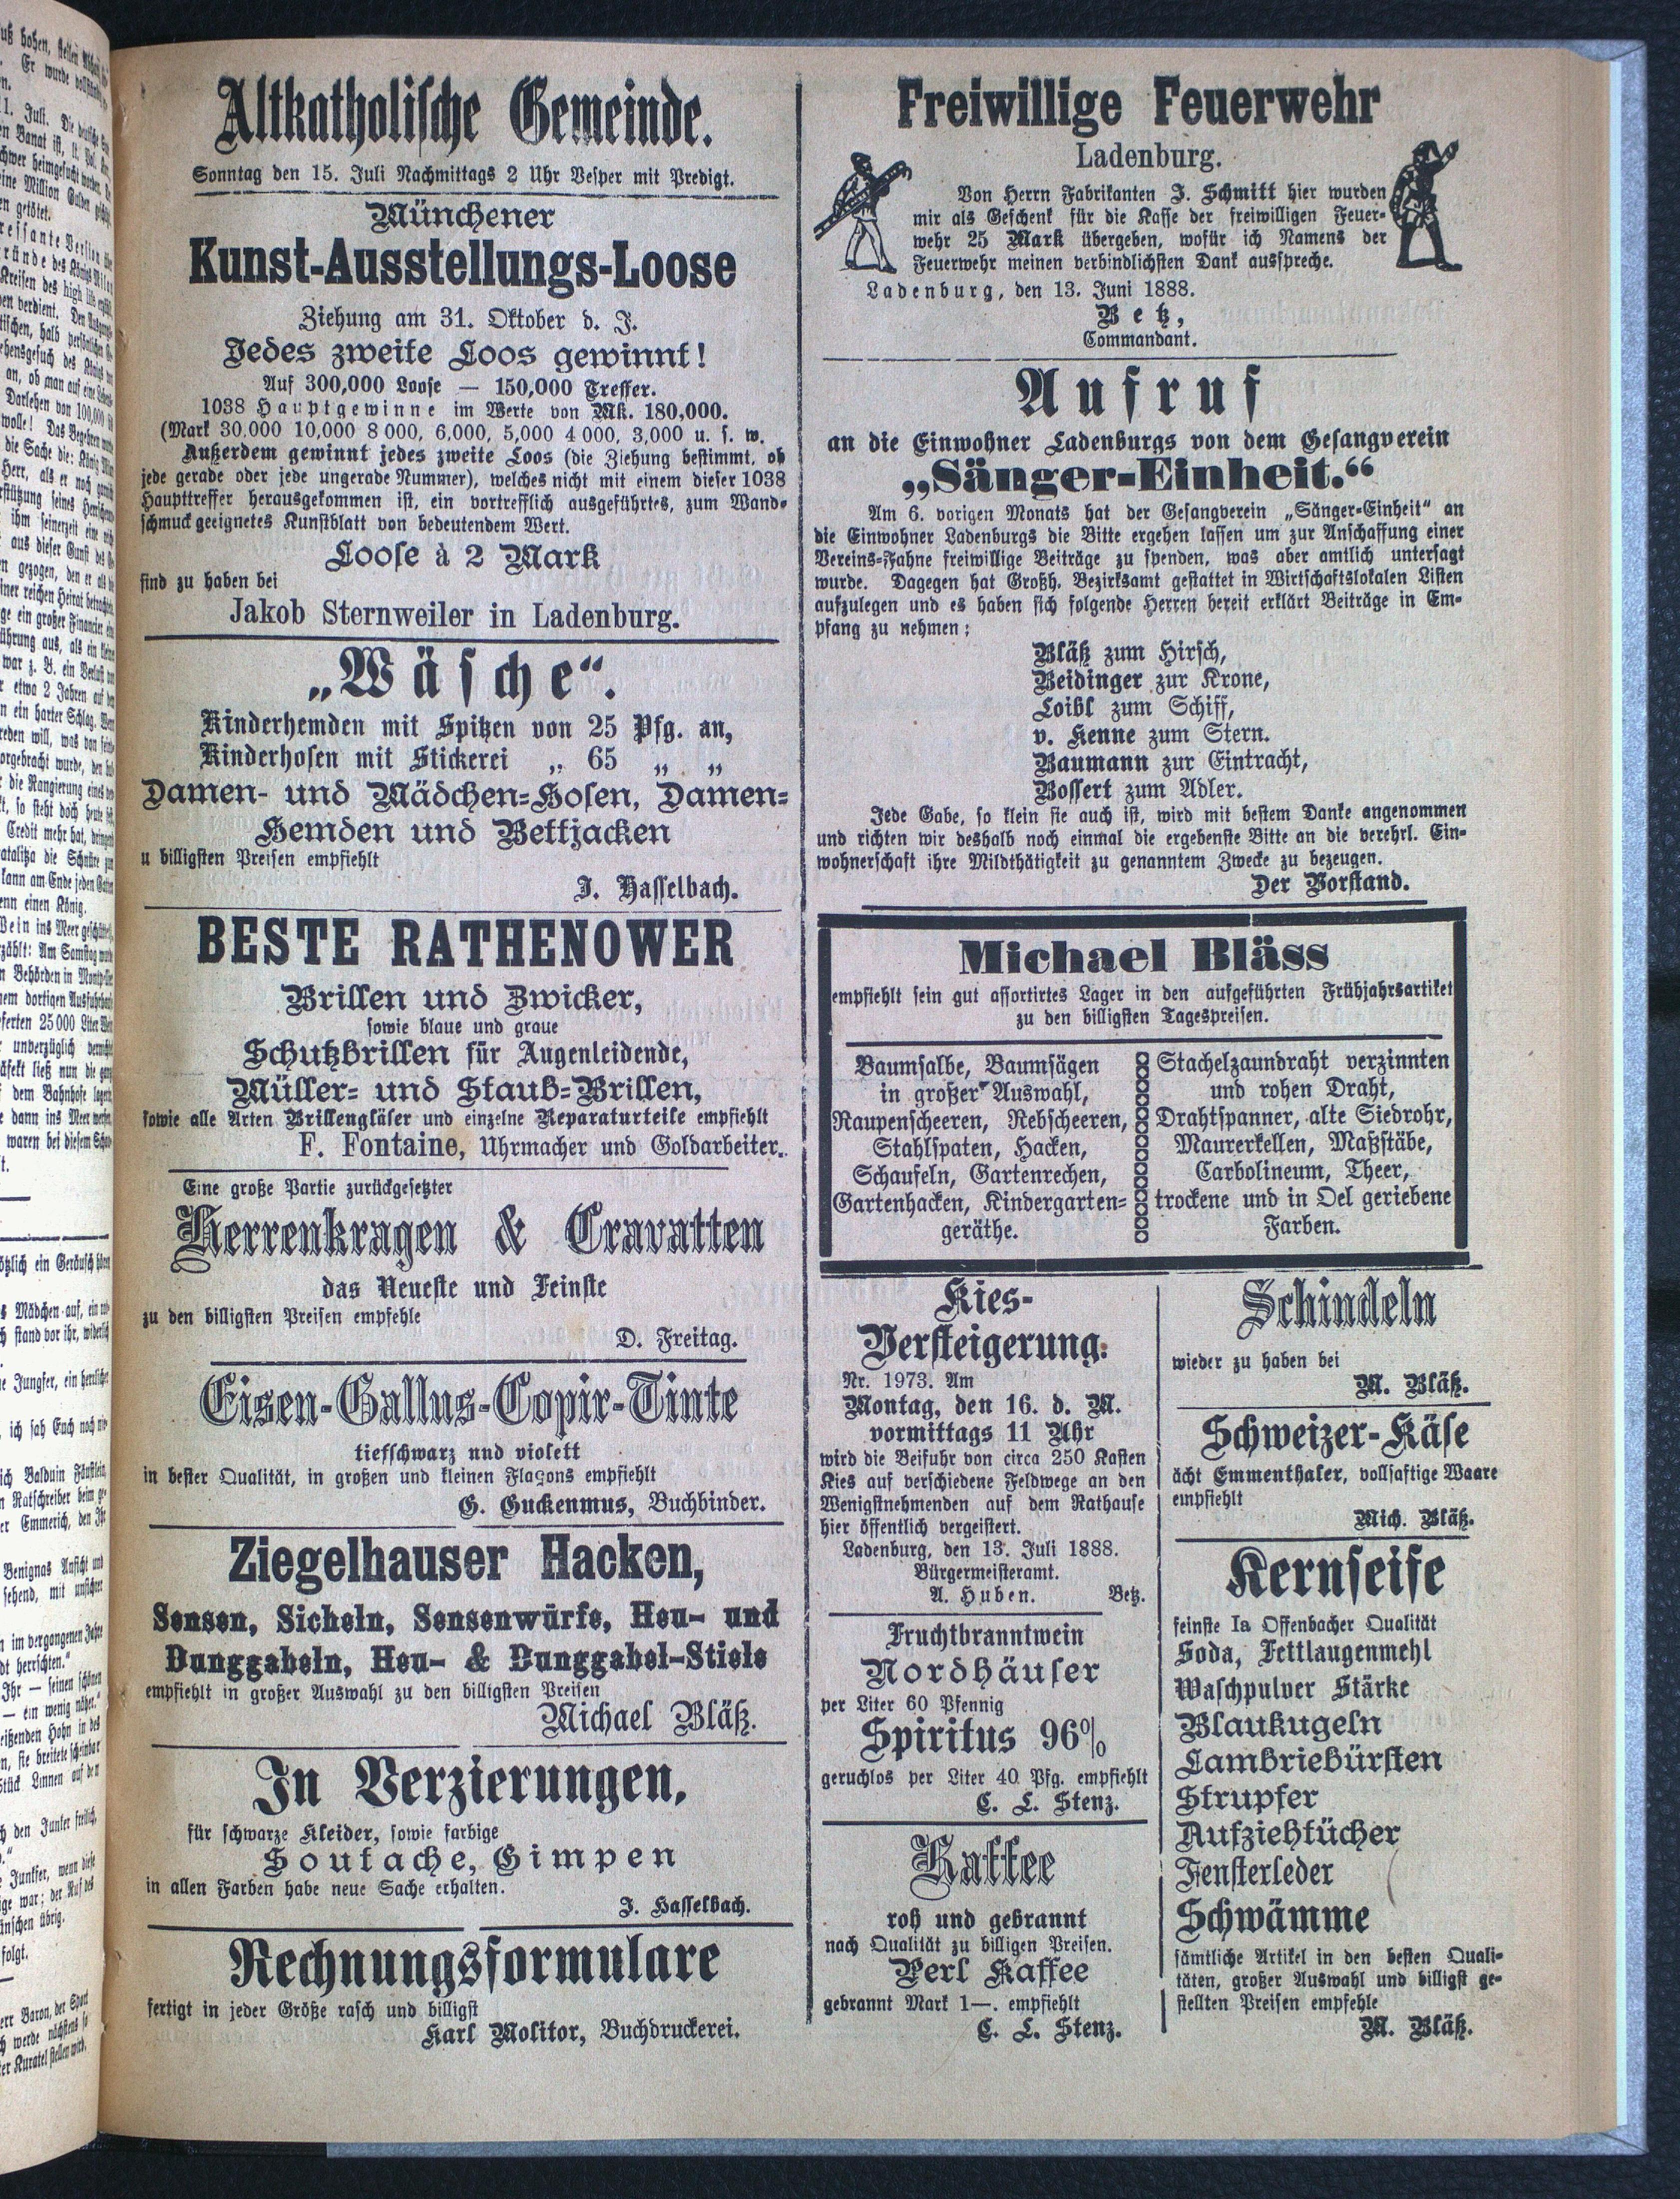 Altkatholische Gemeinde.
Sonntag den 15. Juli Nachmittags 2 Uhr Vesper mit Predigt.
Münchener
Kunst-Ausstellungs-Loose
Ziehung am 31. Oktober d. J.
Jedes zweite Loos gewinnt!
Auf 300,000 Loose — 150,000 Treffer.
1038 Hauptgewinne im Werte von Mk. 180,000.
(Mark 30,000 10,000 8 000, 6,000, 5,000 4 000, 3,000 u. s. w.
Außerdem gewinnt jedes zweite Loos (die Ziehung bestimmt, ob
jede gerade oder jede ungerade Nummer), welches nicht mit einem dieser 1038
Haupttreffer herausgekommen ist, ein vortrefflich ausgeführtes, zum Wand-
schmuck geeignetes Kunstblatt von bedeutendem Wert.
Loose à 2 Mark
sind zu haben bei
Jakob Sternweiler in Ladenburg.
„Wäsche“.
Kinderhemden mit Spitzen von 25 Pfg. an,
Kinderhosen mit Stickerei „ 65 „ „
Damen- und Mädchen-Hosen, Damen-
Hemden und Bettjacken
u billigsten Preisen empfiehlt
J. Hasselbach.
BESTE RATHENOWER
Brillen und Zwicker,
sowie blaue und graue
Schutzbrillen für Augenleidende,
Müller- und Staub-Brillen,
sowie alle Arten Brillengläser und einzelne Reparaturteile empfiehlt
F. Fontaine, Uhrmacher und Goldarbeiter.
Eine große Partie zurückgesetzter
Herrenkragen & Cravatten
das Neueste und Feinste
zu den billigsten Preisen empfehle
D. Freitag.
Eisen-Gallus-Copir-Tinte
tiefschwarz und violett
in bester Qualität, in großen und kleinen Flacons empfiehlt
G. Guckenmus, Buchbinder.
Ziegelhauser Hacken,
Sensen, Sicheln, Sensenwürfe, Heu- und
Dunggabeln, Heu- & Dunggabel-Stiele
empfiehlt in großer Auswahl zu den billigsten Preisen
Michael Bläß.
In Verzierungen,
für schwarze Kleider, sowie farbige
Soutache, Gimpen
in allen Farben habe neue Sache erhalten.
J. Hasselbach.
Rechnungsformulare
fertigt in jeder Größe rasch und billigst
Karl Molitor, Buchdruckerei.
Freiwillige Feuerwehr
Ladenburg.
Von Herrn Fabrikanten J. Schmitt hier wurden
mir als Geschenk für die Kasse der freiwilligen Feuer-
wehr 25 Mark übergeben, wofür ich Namens der
Feuerwehr meinen verbindlichsten Dank ausspreche.
Ladenburg, den 13. Juni 1888.
Betz,
Commandant.
Aufruf
an die Einwohner Ladenburgs von dem Gesangverein
„Sänger-Einheit.“
Am 6. vorigen Monats hat der Gesangverein „Sänger-Einheit“ an
die Einwohner Ladenburgs die Bitte ergehen lassen um zur Anschaffung einer
Vereins-Fahne freiwillige Beiträge zu spenden, was aber amtlich untersagt
wurde. Dagegen hat Großh. Bezirksamt gestattet in Wirtschaftslokalen Listen
aufzulegen und es haben sich folgende Herren bereit erklärt Beiträge in Em-
pfang zu nehmen:
Bläß zum Hirsch,
Beidinger zur Krone,
Loibl zum Schiff,
v. Kenne zum Stern.
Baumann zur Eintracht,
Bossert zum Adler.
Jede Gabe, so klein sie auch ist, wird mit bestem Danke angenommen
und richten wir deshalb noch einmal die ergebenste Bitte an die verehrl. Ein-
wohnerschaft ihre Mildthätigkeit zu genanntem Zwecke zu bezeugen.
Der Vorstand.
Michael Bläss
empfiehlt sein gut assortirtes Lager in den aufgeführten Frühjahrsartikel
zu den billigsten Tagespreisen.
Baumsalbe, Baumsägen
in großer Auswahl,
Raupenscheeren, Rebscheeren,
Stahlspaten, Hacken,
Schaufeln, Gartenrechen,
Gartenhacken, Kindergarten-
geräthe.
Stachelzaundraht verzinnten
und rohen Draht,
Drahtspanner, alte Siedrohr,
Maurerkellen, Maßstäbe,
Carbolineum, Theer,
trockene und in Oel geriebene
Farben.
Kies-
Versteigerung.
Nr. 1973. Am
Montag, den 16. d. M.
vormittags 11 Uhr
wird die Beifuhr von circa 250 Kasten
Kies auf verschiedene Feldwege an den
Wenigstnehmenden auf dem Rathause
hier öffentlich vergeistert.
Ladenburg, den 13. Juli 1888.
Bürgermeisteramt.
A. Huben. Betz.
Fruchtbranntwein
Nordhäuser
per Liter 60 Pfennig
Spiritus 96%
geruchlos per Liter 40 Pfg. empfiehlt
C. L. Stenz.
Kaffee
roh und gebrannt
nach Qualität zu billigen Preisen.
Perl Kaffee
gebrannt Mark 1—. empfiehlt
C. L. Stenz.
Schindeln
wieder zu haben bei
M. Bläß.
Schweizer-Käse
ächt Emmenthaler, vollsaftige Waare
empfiehlt
Mich. Bläß.
Kernseife
feinste Ia Offenbacher Qualität
Soda, Fettlaugenmehl
Waschpulver Stärke
Blaukugeln
Lambriebürsten
Strupfer
Aufziehtücher
Fensterleder
Schwämme
sämtliche Artikel in den besten Quali-
täten, großer Auswahl und billigst ge-
stellten Preisen empfehle
M. Bläß.